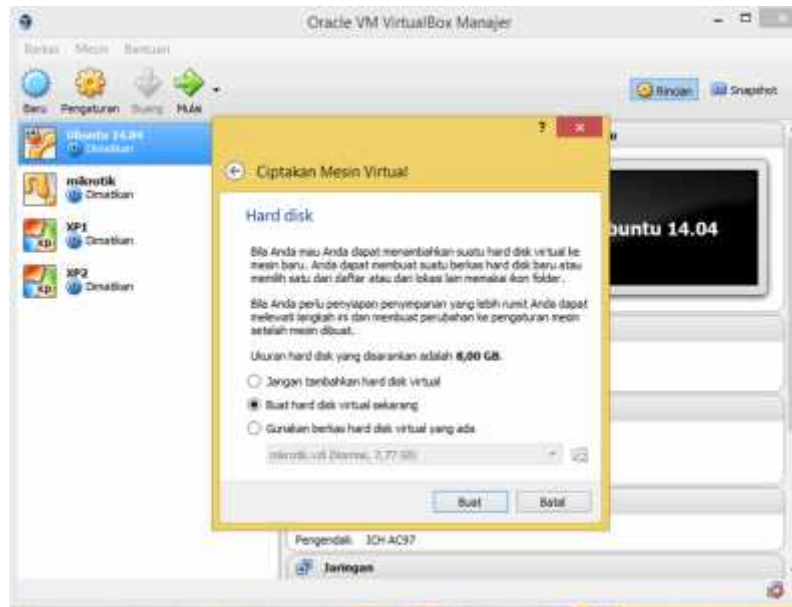 Oracle VM VirtualBox Manajer
Berkas Mesin Bantuan
Baru Pengaturan Buang Mulai
Rincian Snapshot
Ubuntu 14.04
Dimatikan
mikrotik
Dimatikan
XP1
Dimatikan
XP2
Dimatikan
Ciptakan Mesin Virtual
Hard disk
Bila Anda mau Anda dapat menambahkan suatu hard disk virtual ke
mesin baru. Anda dapat membuat suatu berkas hard disk baru atau
memilih satu dari daftar atau dari lokasi lain memakai ikon folder.
Bila Anda perlu penyiapan penyimpanan yang lebih rumit Anda dapat
melewati langkah ini dan membuat perubahan ke pengaturan mesin
setelah mesin dibuat.
Ukuran hard disk yang disarankan adalah 8,00 GB.
Jangan tambahkan hard disk virtual
Buat hard disk virtual sekarang
Gunakan berkas hard disk virtual yang ada
mikrotik.vdi (Normal, 7,77 GB)
Buat Batal
buntu 14.04
Pengendali: ICH AC97
Jaringan